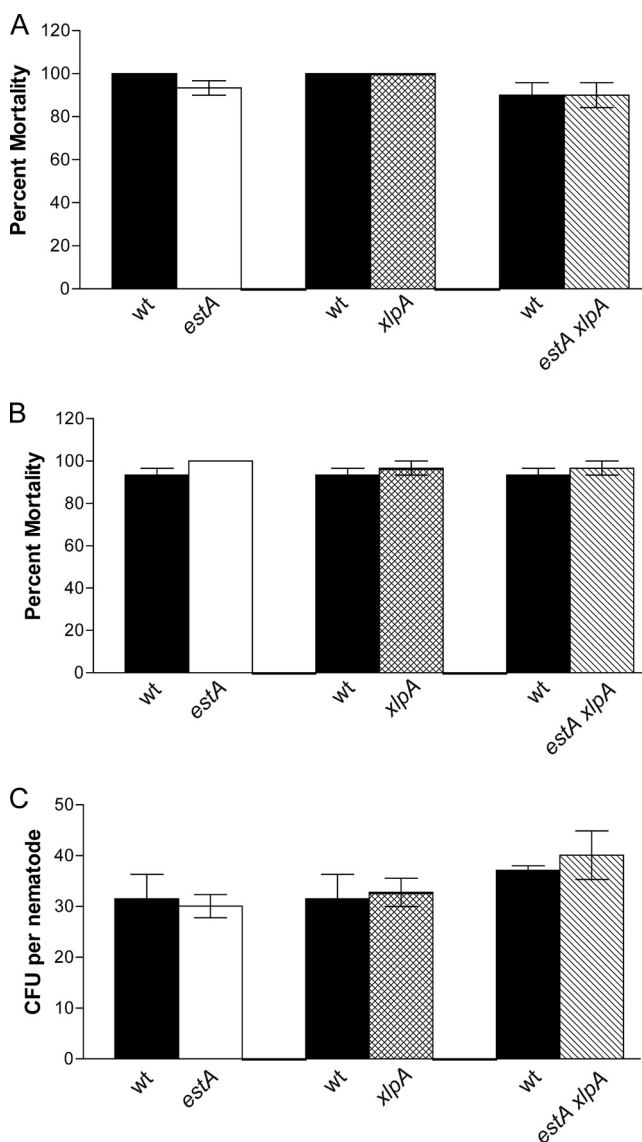 A
Percent Mortality
120
100
80
60
40
20
0
wt
estA
wt
xlpA
wt
estA xlpA
B
Percent Mortality
120
100
80
60
40
20
0
wt
estA
wt
xlpA
wt
estA xlpA
C
CFU per nematode
50
40
30
20
10
0
wt
estA
wt
xlpA
wt
estA xlpA